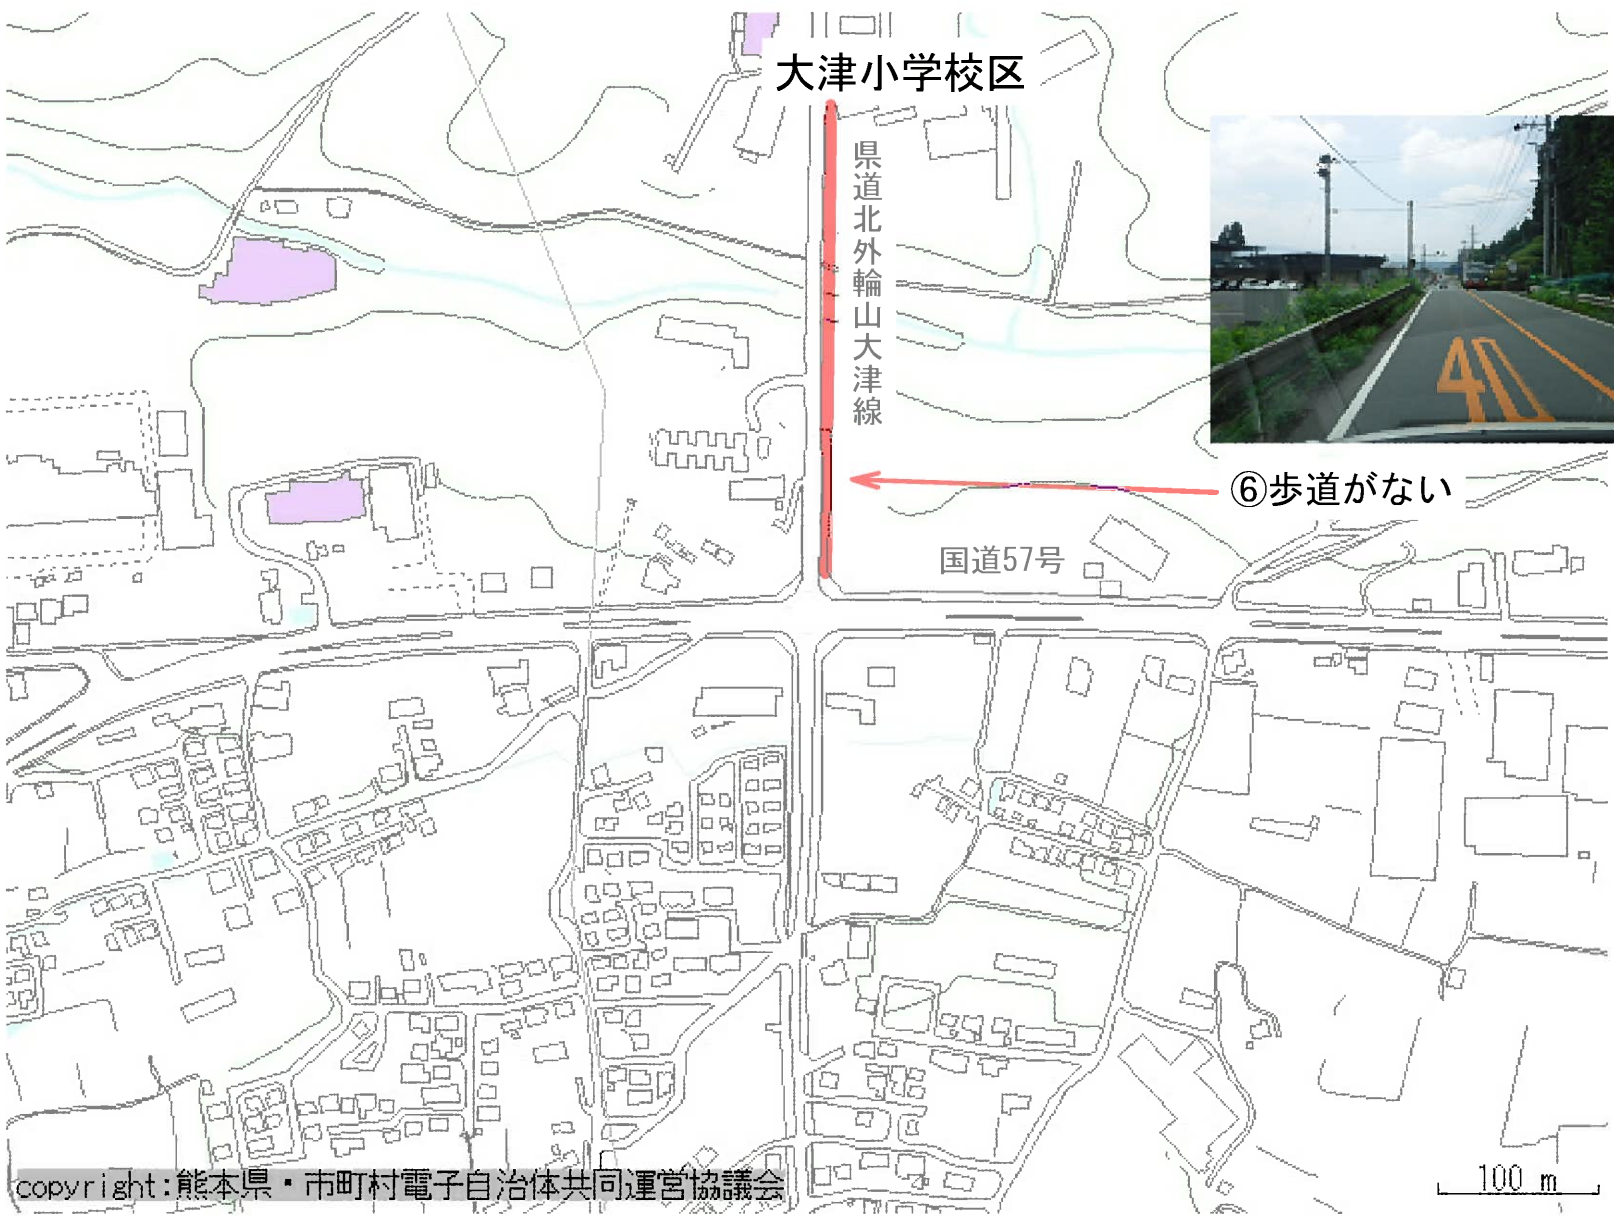 大津小学校区
県道北外輪山大津線
40
⑥歩道がない
国道57号
copyright:熊本県・市町村電子自治体共同運営協議会
100 m